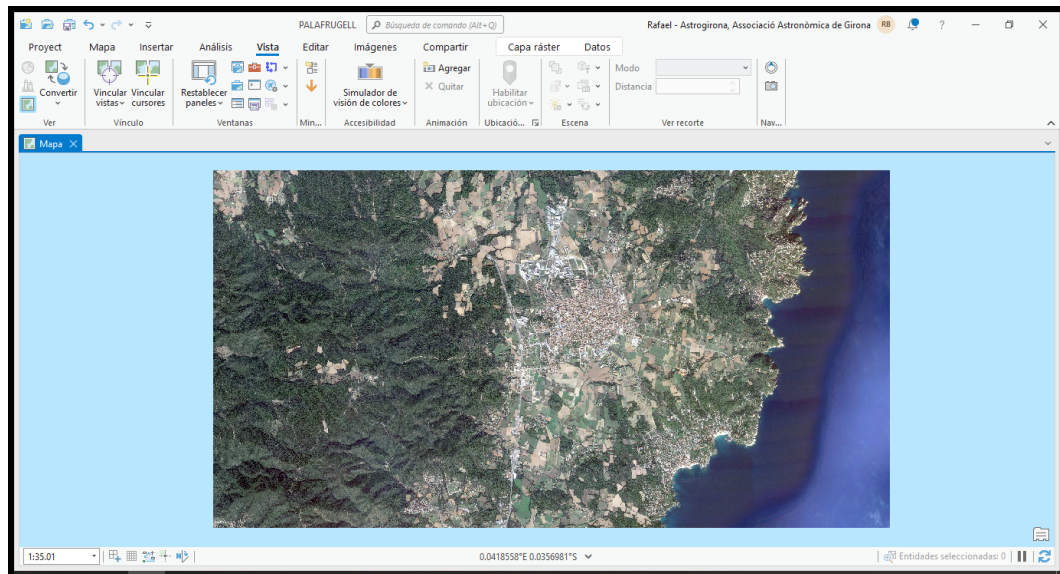 PALAFRUGELL
Búsqueda de comando (Alt+Q)
Rafael - Astrogirona, Associació Astronòmica de Girona
RB
?
Proyect Mapa Insertar Análisis Vista Editar Imágenes Compartir Capa ráster Datos
Convertir
Ver
Vincular vistas
Vincular cursores
Vínculo
Restablecer paneles
Ventanas
Min...
Simulador de visión de colores
Accesibilidad
Agregar
Quitar
Animación
Habilitar ubicación
Ubicació...
Escena
Modo
Distancia
Ver recorte
Nav...
Mapa
1:35.01
0.0418558°E 0.0356981°S
Entidades seleccionadas: 0